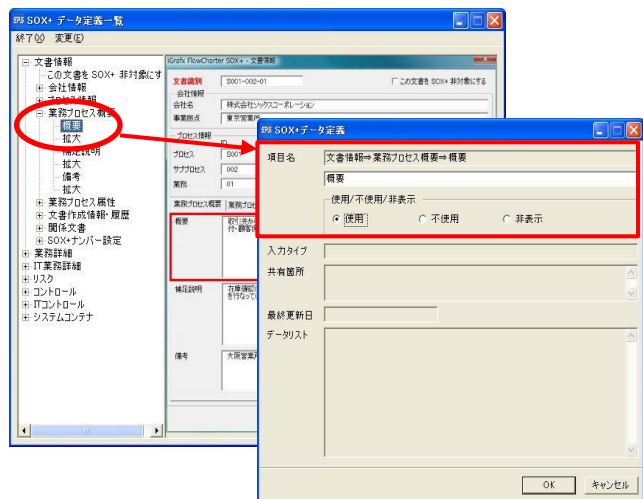 SOX+ データ定義一覧
終了(X) 変更(E)
文書情報
この文書を SOX+ 非対象にす
会社情報
プロセス情報
業務プロセス概要
概要
拡大
補足説明
拡大
備考
拡大
業務プロセス属性
文書作成情報・履歴
関係文書
SOX+ナンバー設定
業務詳細
IT業務詳細
リスク
コントロール
ITコントロール
システムコンテナ
iGrafx FlowCharter SOX+ - 文書情報
文書識別 S001-002-01 この文書を SOX+ 非対象にする
会社情報
会社名 株式会社ソックスコーポレーション
事業拠点 東京営業所
プロセス情報
ID
プロセス S001
サブプロセス 002
業務 01
業務プロセス概要
概要
補足説明
備考
SOX+データ定義
項目名 文書情報⇒業務プロセス概要⇒概要
概要
使用/不使用/非表示
使用 不使用 非表示
入力タイプ
共有箇所
最終更新日
データリスト
OK キャンセル